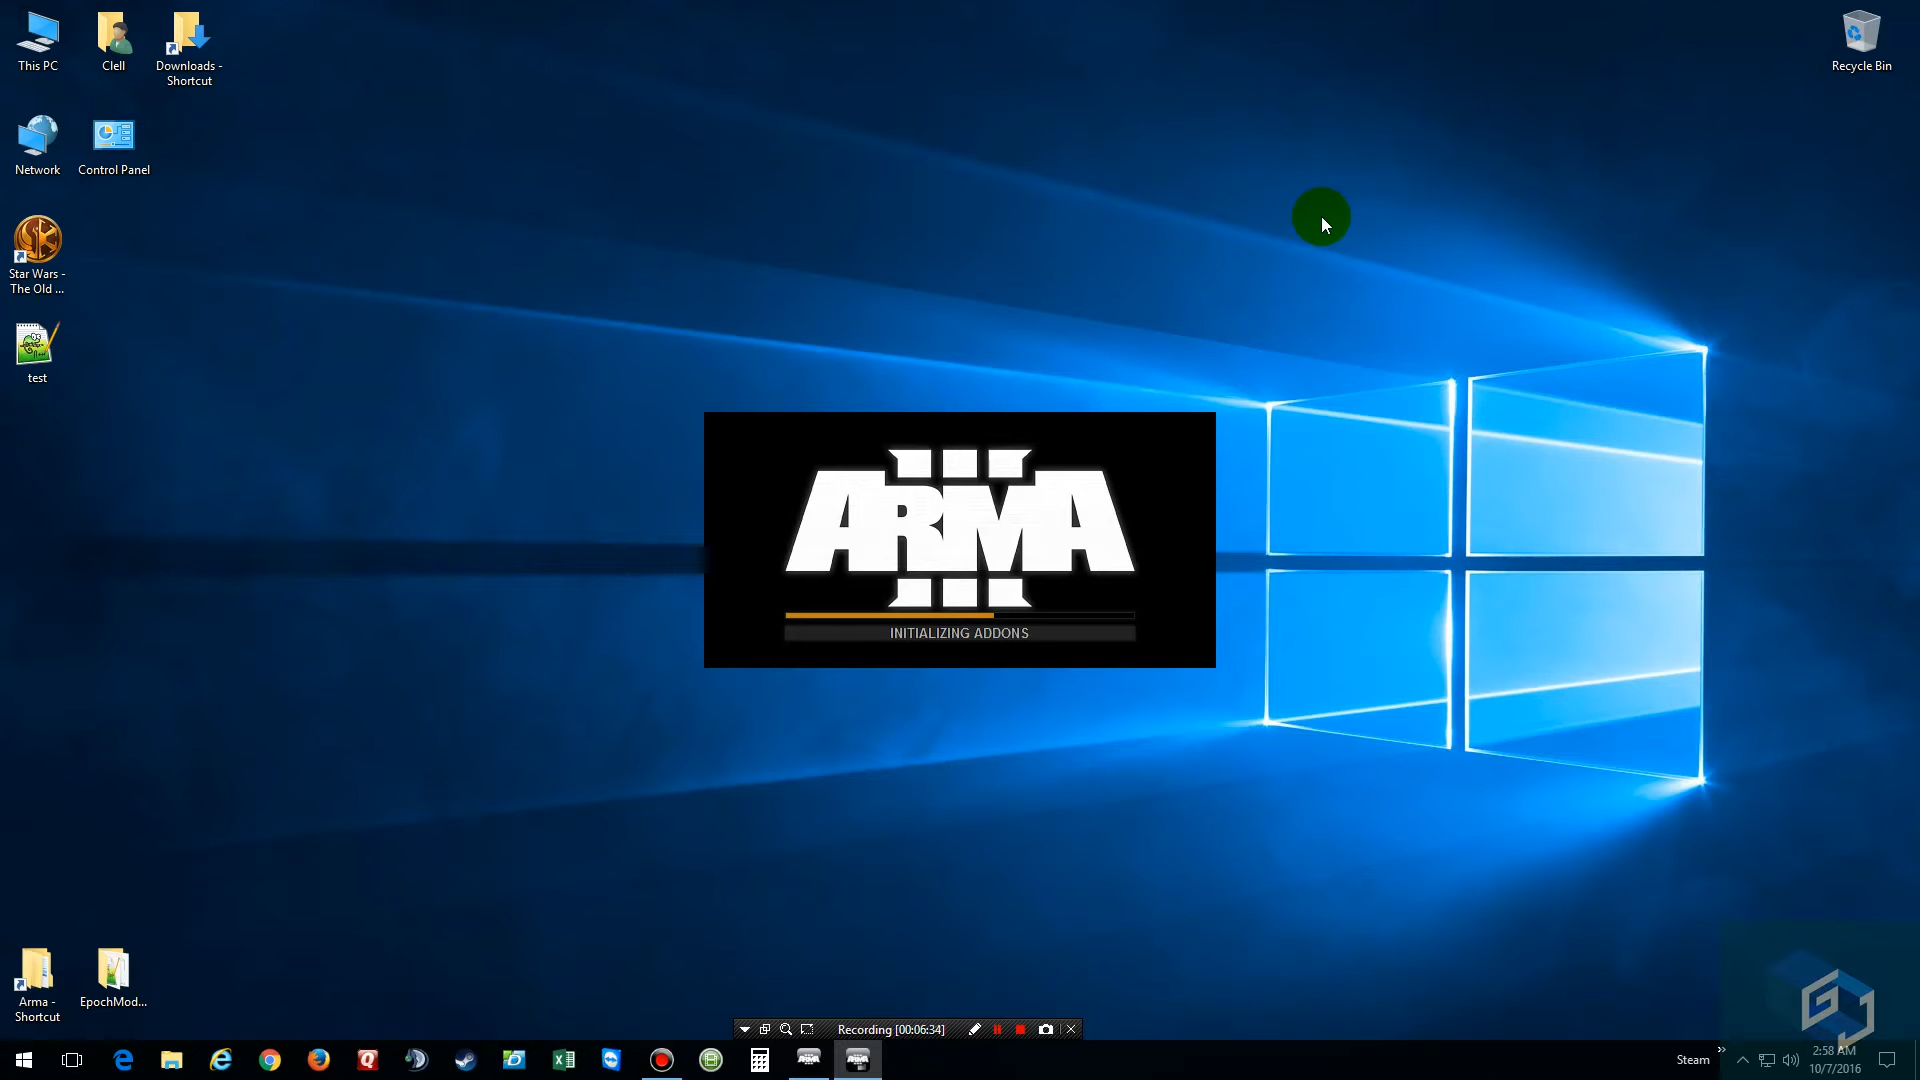 This PC
Clell
Downloads -
Shortcut
Recycle Bin
Network
Control Panel
Star Wars -
The Old ...
test
ARMA
III
INITIALIZING ADDONS
Arma -
Shortcut
EpochMod...
Recording [00:06:34]
Steam
2:58 AM
10/7/2016